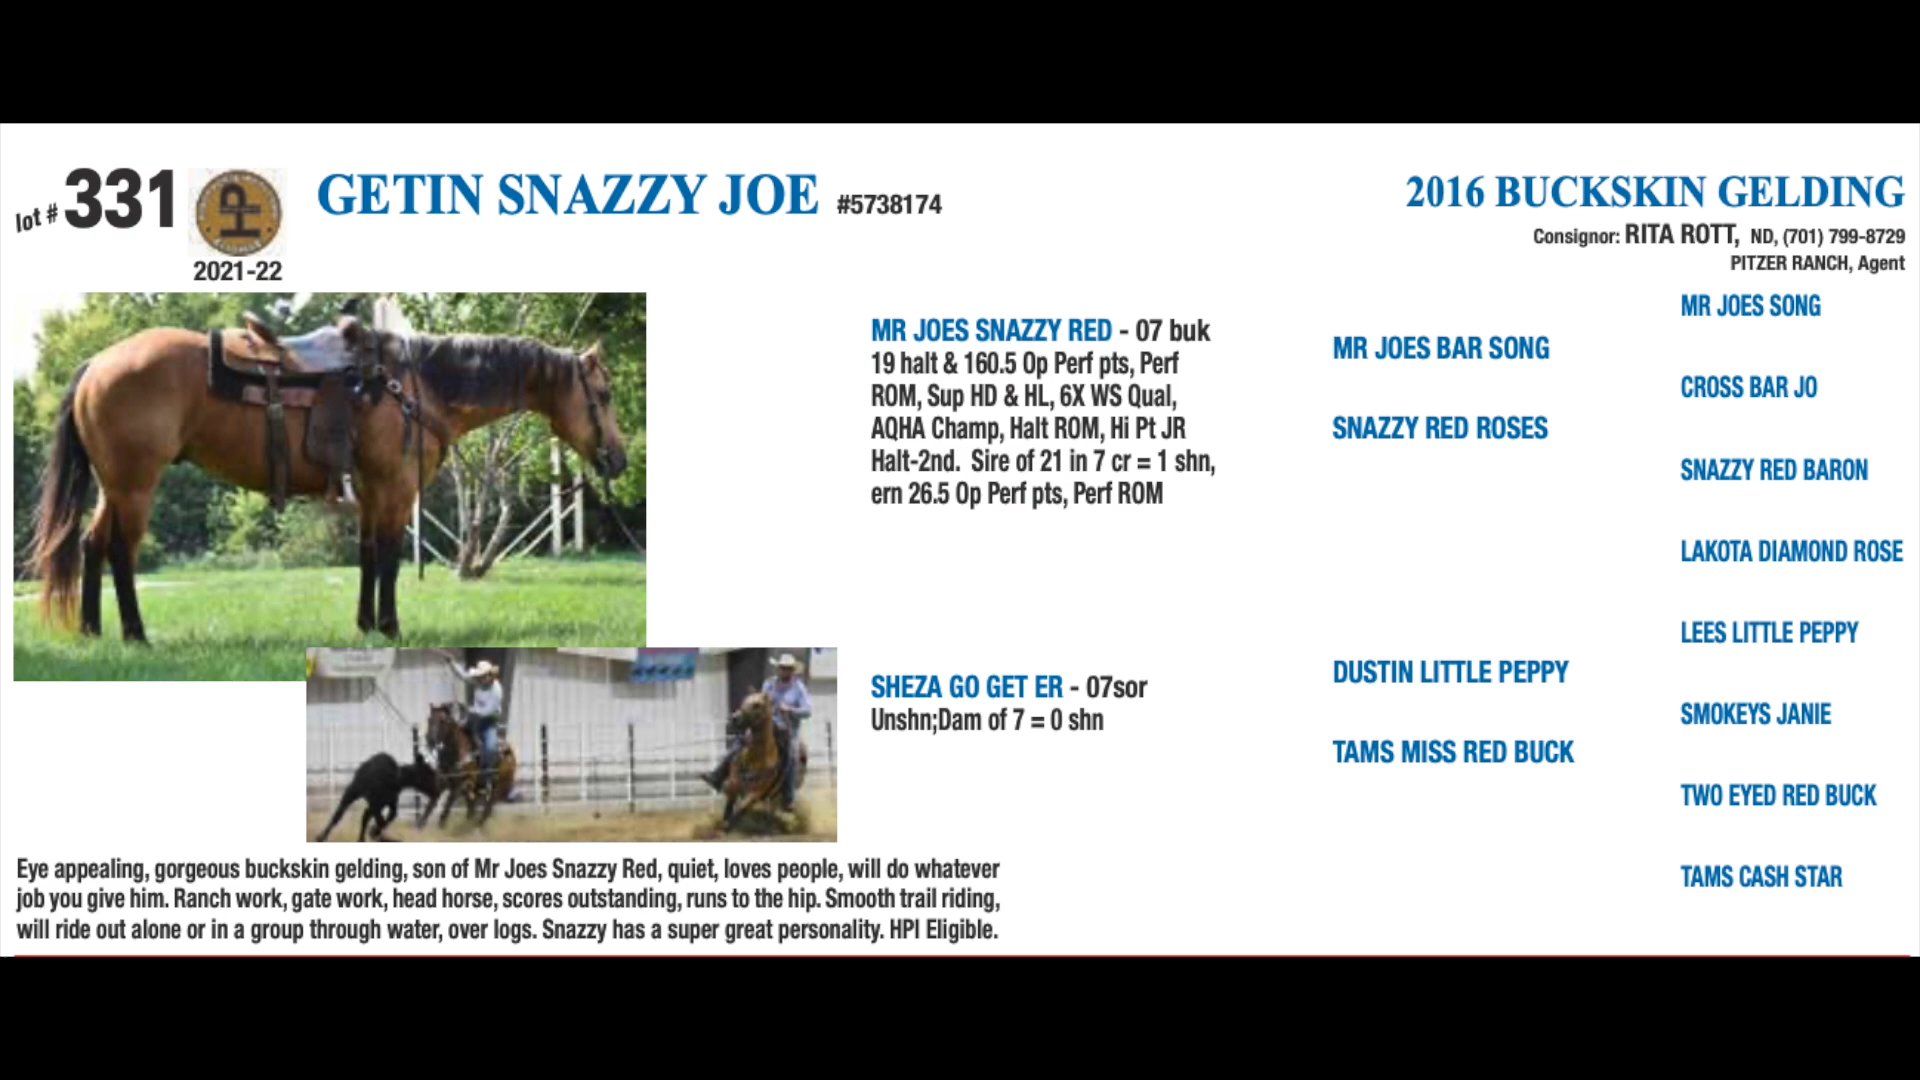 lot # 331
2021-22
GETIN SNAZZY JOE #5738174
2016 BUCKSKIN GELDING
Consignor: RITA ROTT, ND, (701) 799-8729
PITZER RANCH, Agent
MR JOES SNAZZY RED - 07 buk
19 halt & 160.5 Op Perf pts, Perf
ROM, Sup HD & HL, 6X WS Qual,
AQHA Champ, Halt ROM, Hi Pt JR
Halt-2nd. Sire of 21 in 7 cr = 1 shn,
ern 26.5 Op Perf pts, Perf ROM
MR JOES BAR SONG
SNAZZY RED ROSES
MR JOES SONG
CROSS BAR JO
SNAZZY RED BARON
LAKOTA DIAMOND ROSE
SHEZA GO GET ER - 07sor
Unshn;Dam of 7 = 0 shn
DUSTIN LITTLE PEPPY
TAMS MISS RED BUCK
LEES LITTLE PEPPY
SMOKEYS JANIE
TWO EYED RED BUCK
TAMS CASH STAR
Eye appealing, gorgeous buckskin gelding, son of Mr Joes Snazzy Red, quiet, loves people, will do whatever
job you give him. Ranch work, gate work, head horse, scores outstanding, runs to the hip. Smooth trail riding,
will ride out alone or in a group through water, over logs. Snazzy has a super great personality. HPI Eligible.